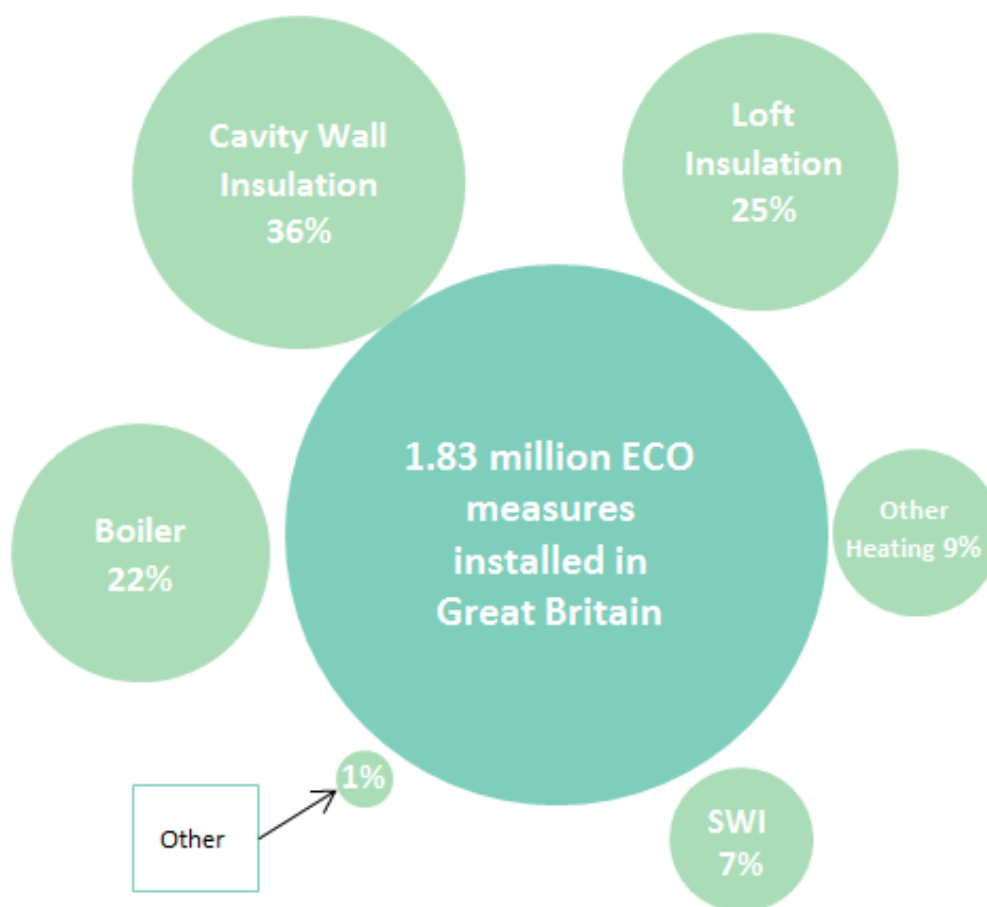 Cavity Wall
Insulation
36%
Loft
Insulation
25%
1.83 million ECO
measures
installed in
Great Britain
Boiler
22%
Other
Heating 9%
1%
Other
SWI
7%